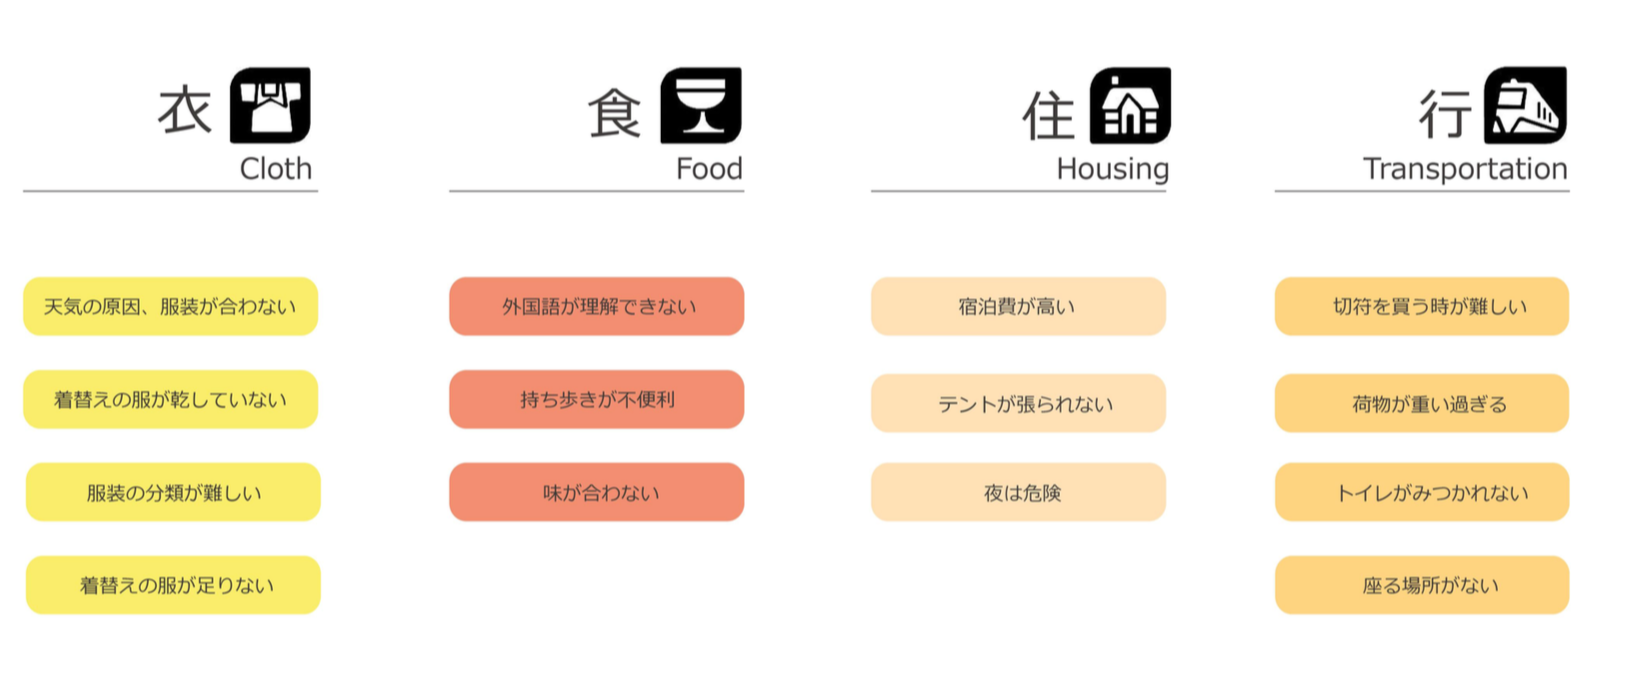 衣
Cloth
天気の原因、服装が合わない
着替えの服が乾していない
服装の分類が難しい
着替えの服が足りない
食
Food
外国語が理解できない
持ち歩きが不便利
味が合わない
住
Housing
宿泊費が高い
テントが張られない
夜は危険
行
Transportation
切符を買う時が難しい
荷物が重い過ぎる
トイレがみつかれない
座る場所がない